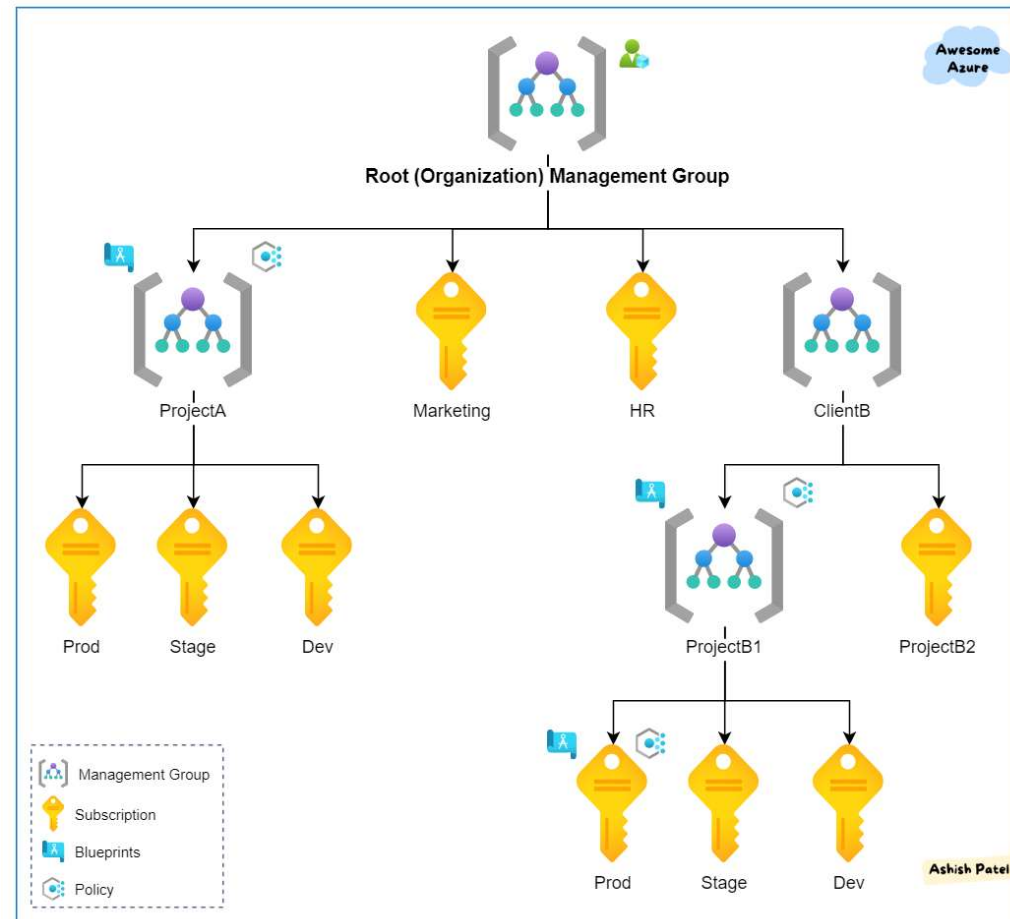 Awesome
Azure
Root (Organization) Management Group
ProjectA
Marketing
HR
ClientB
Prod
Stage
Dev
ProjectB1
ProjectB2
Management Group
Subscription
Blueprints
Policy
Prod
Stage
Dev
Ashish Patel